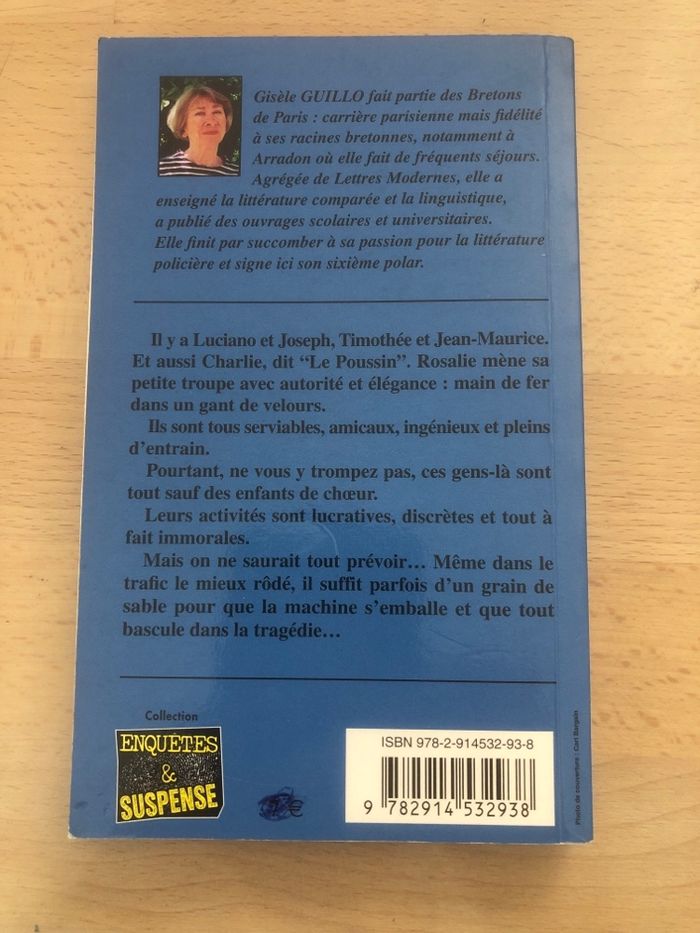 Gisèle GUILLO fait partie des Bretons
de Paris : carrière parisienne mais fidélité
à ses racines bretonnes, notamment à
Arradon où elle fait de fréquents séjours.
Agrégée de Lettres Modernes, elle a
enseigné la littérature comparée et la linguistique,
a publié des ouvrages scolaires et universitaires.
Elle finit par succomber à sa passion pour la littérature
policière et signe ici son sixième polar.
Il y a Luciano et Joseph, Timothée et Jean-Maurice.
Et aussi Charlie, dit “Le Poussin”. Rosalie mène sa
petite troupe avec autorité et élégance : main de fer
dans un gant de velours.
Ils sont tous serviables, amicaux, ingénieux et pleins
d’entrain.
Pourtant, ne vous y trompez pas, ces gens-là sont
tout sauf des enfants de chœur.
Leurs activités sont lucratives, discrètes et tout à
fait immorales.
Mais on ne saurait tout prévoir… Même dans le
trafic le mieux rôdé, il suffit parfois d’un grain de
sable pour que la machine s’emballe et que tout
bascule dans la tragédie…
Collection
ENQUÊTES
&
SUSPENSE
€
ISBN 978-2-914532-93-8
9 782914 532938
Photo de couverture : Carl Bargain